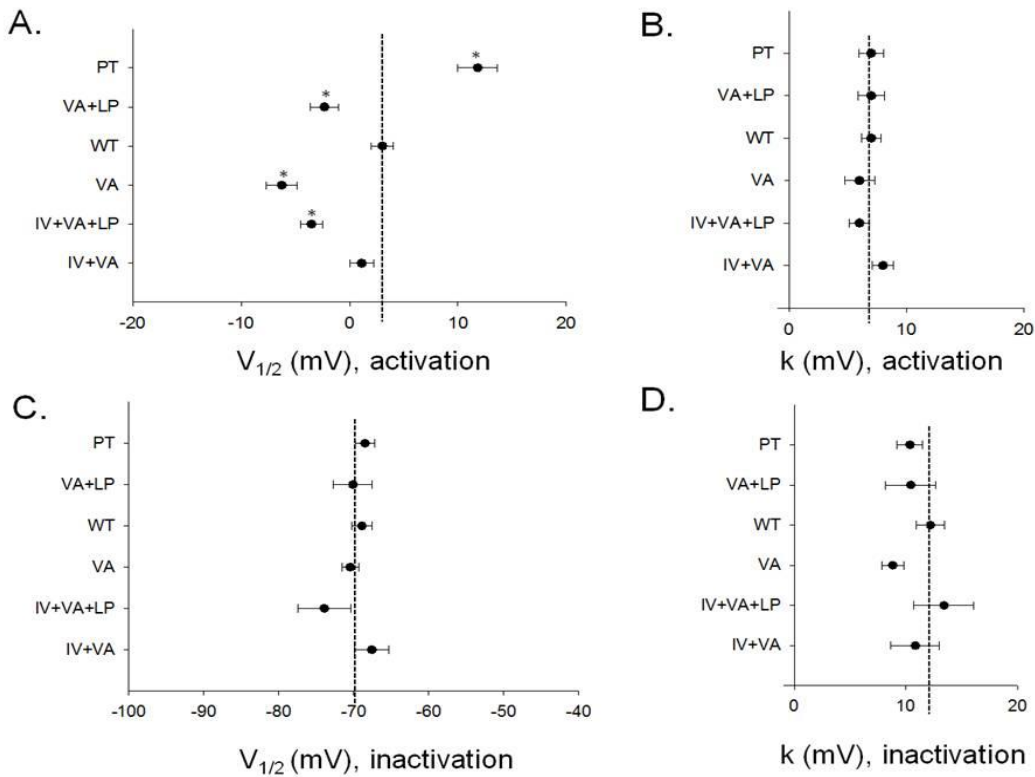 A.
PT
*
VA+LP
*
WT
VA
*
IV+VA+LP
*
IV+VA
-20 -10 0 10 20
V1/2 (mV), activation
B.
PT
VA+LP
WT
VA
IV+VA+LP
IV+VA
0 10 20
k (mV), activation
C.
PT
VA+LP
WT
VA
IV+VA+LP
IV+VA
-100 -90 -80 -70 -60 -50 -40
V1/2 (mV), inactivation
D.
PT
VA+LP
WT
VA
IV+VA+LP
IV+VA
0 10 20
k (mV), inactivation